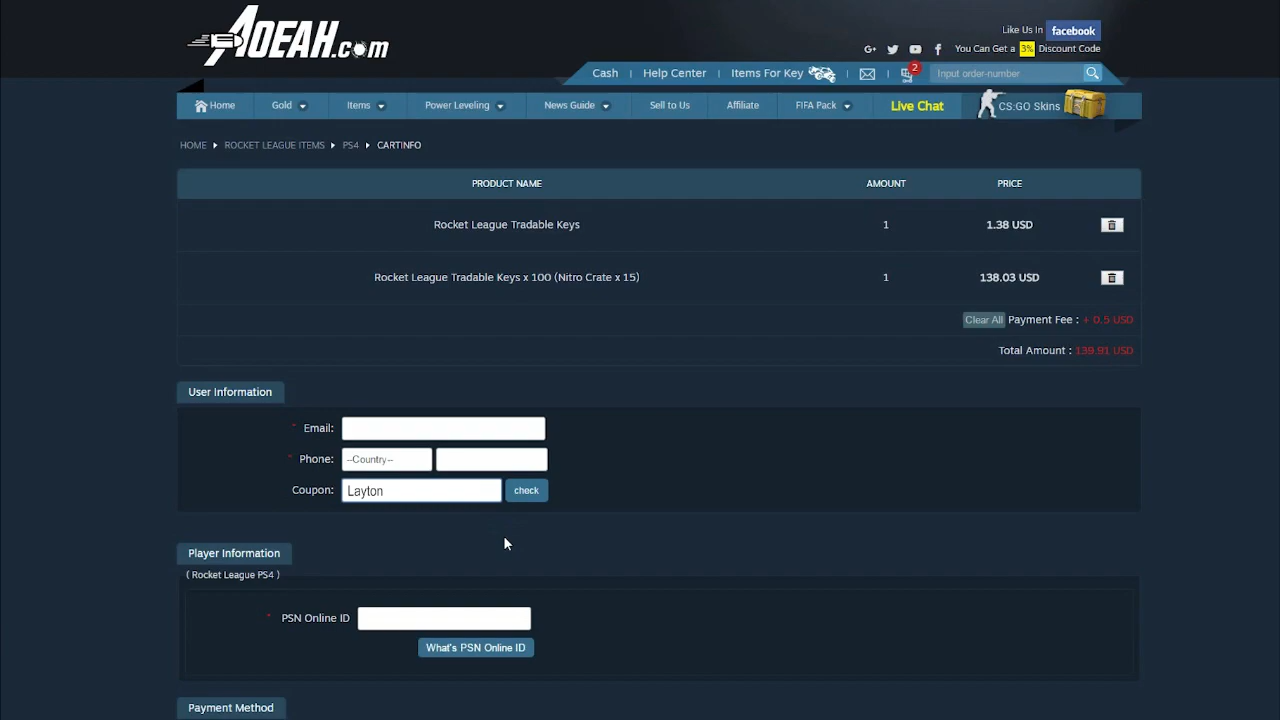 AOEAH.com
Like Us In facebook
You Can Get a 3% Discount Code
Cash Help Center Items For Key 2 Input order-number
Home Gold Items Power Leveling News Guide Sell to Us Affiliate FIFA Pack Live Chat CS:GO Skins
HOME ROCKET LEAGUE ITEMS PS4 CARTINFO
PRODUCT NAME AMOUNT PRICE
Rocket League Tradable Keys 1 1.38 USD
Rocket League Tradable Keys x 100 (Nitro Crate x 15) 1 138.03 USD
Clear All Payment Fee : + 0.5 USD
Total Amount : 139.91 USD
User Information
* Email:
* Phone: --Country--
Coupon: Layton check
Player Information
( Rocket League PS4 )
* PSN Online ID
What's PSN Online ID
Payment Method